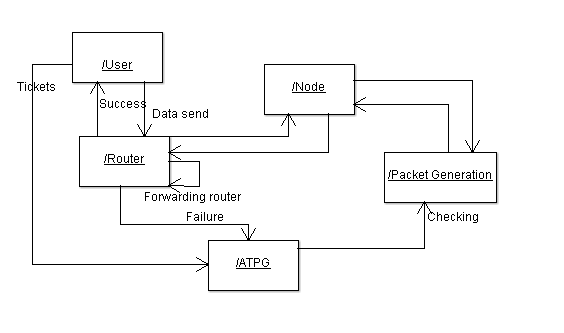 /User
/Node
Tickets
Success
Data send
/Router
/Packet Generation
Forwarding router
Failure
Checking
/ATPG